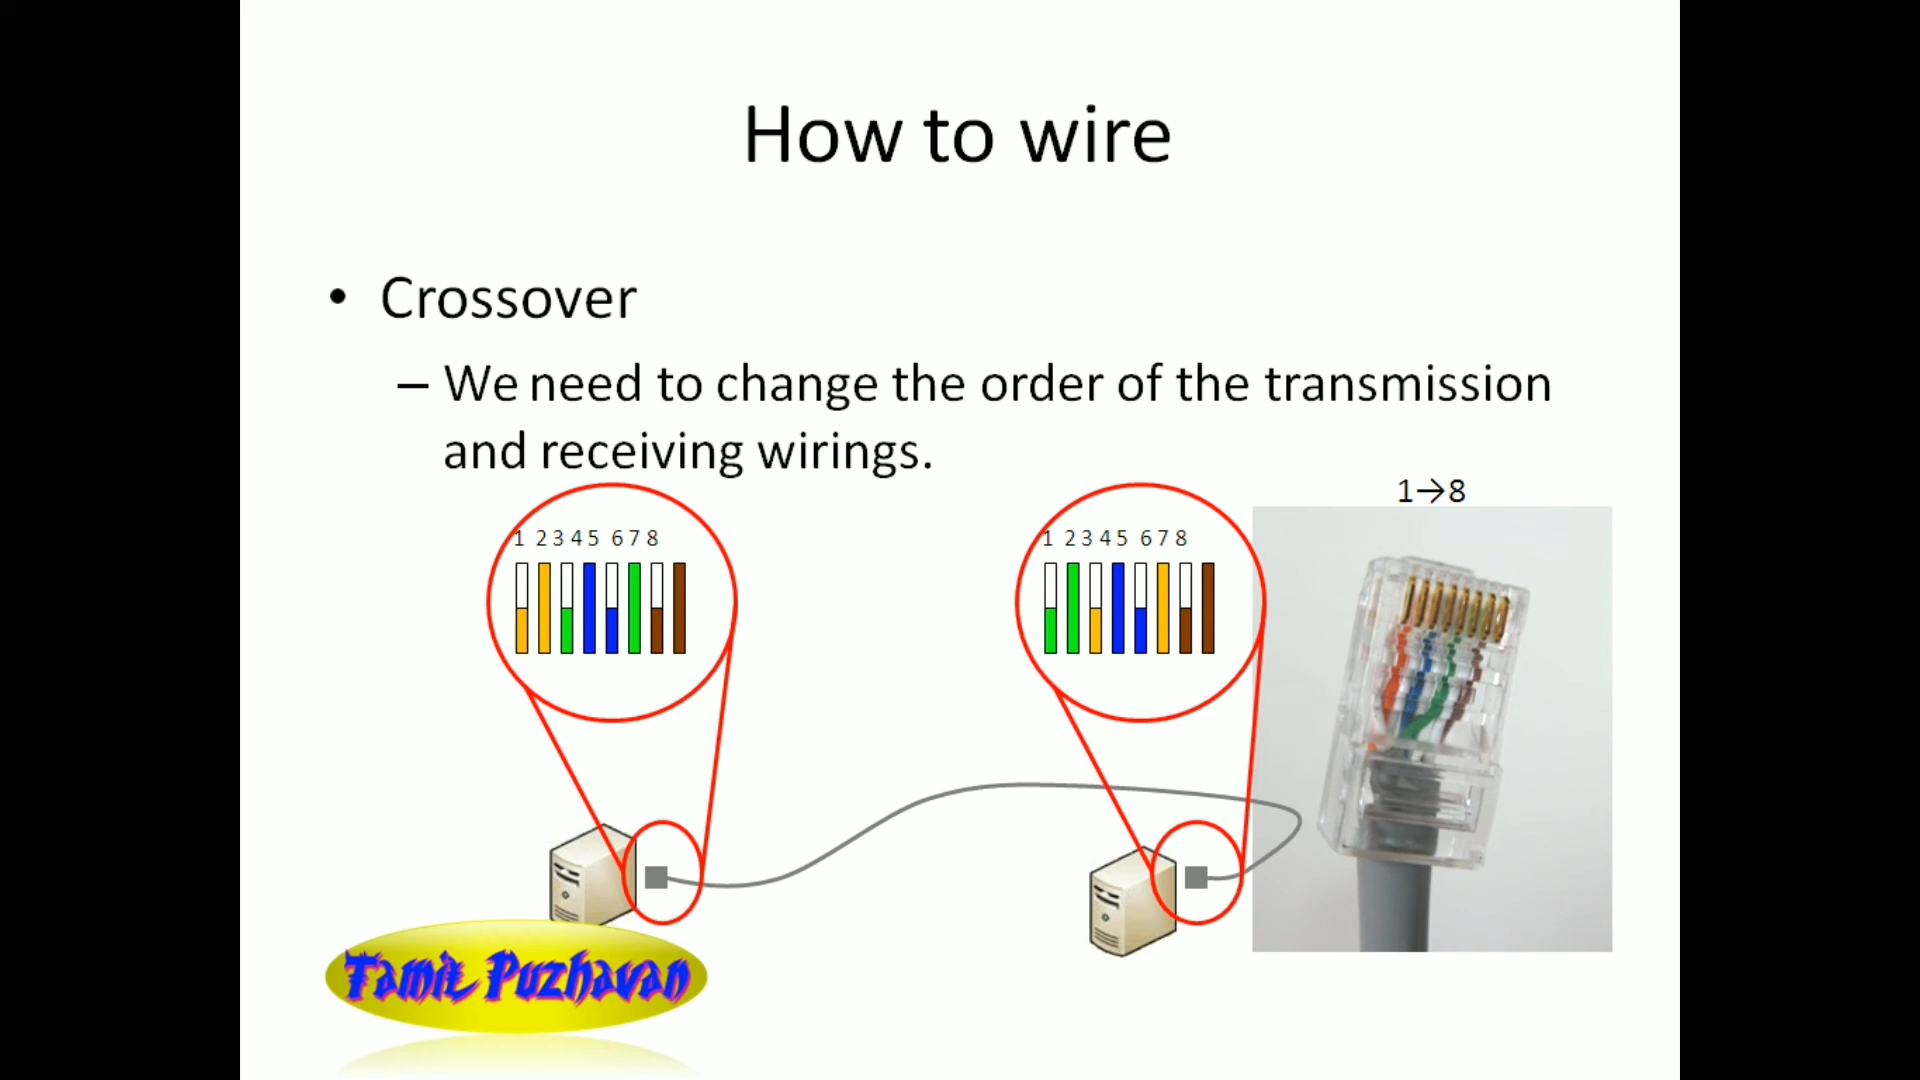 How to wire
• Crossover
– We need to change the order of the transmission
and receiving wirings.
1→8
1 2 3 4 5 6 7 8
1 2 3 4 5 6 7 8
Tamil Puzhavan